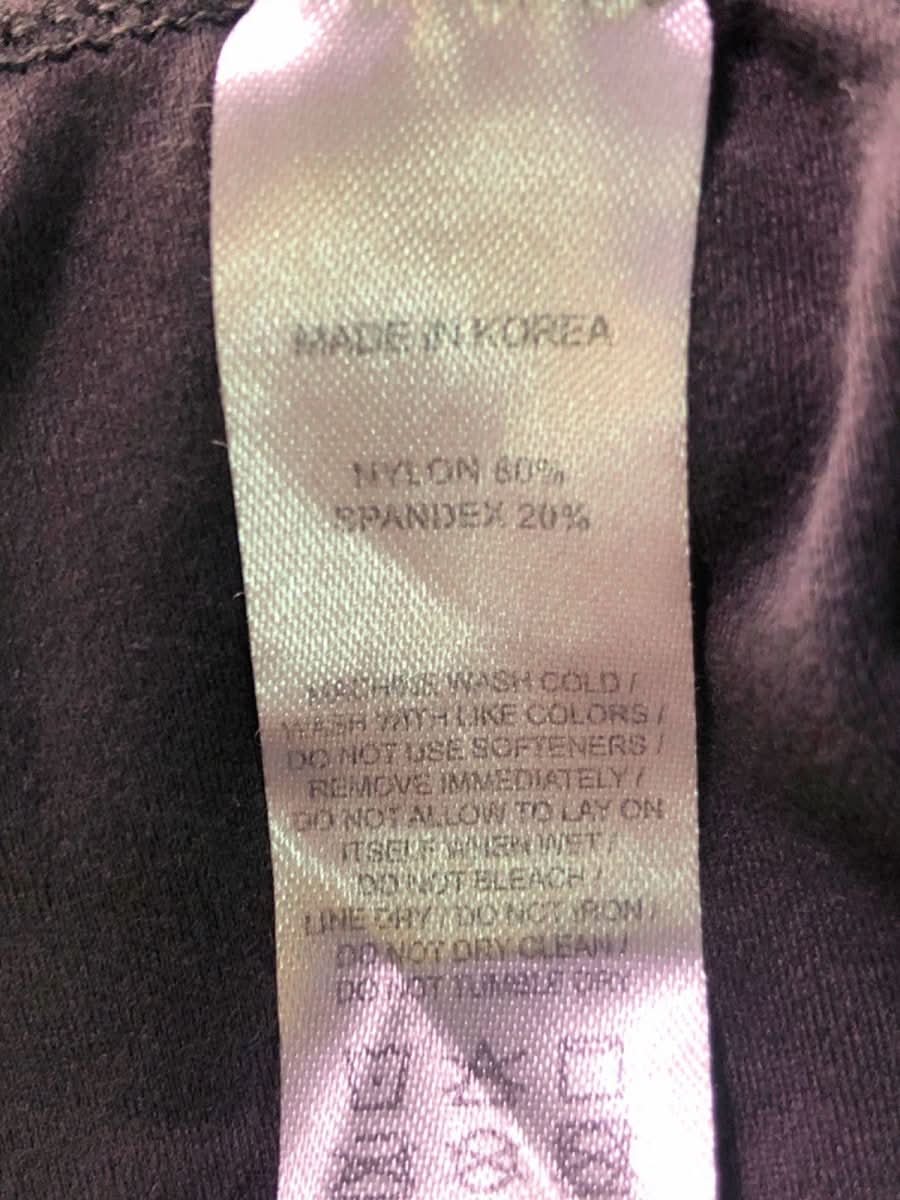 MADE IN KOREA
NYLON 80%
SPANDEX 20%
MACHINE WASH COLD /
WASH WITH LIKE COLORS /
DO NOT USE SOFTENERS /
REMOVE IMMEDIATELY /
DO NOT ALLOW TO LAY ON
ITSELF WHEN WET /
DO NOT BLEACH /
LINE DRY / DO NOT IRON /
DO NOT DRY CLEAN /
DO NOT TUMBLE DRY